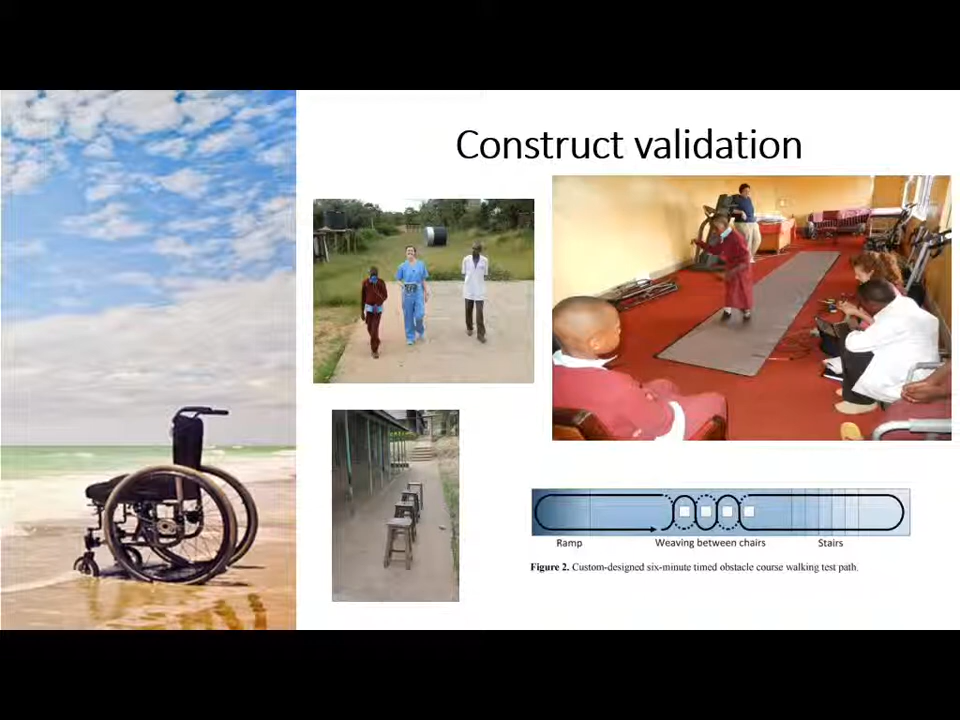 Construct validation
Ramp
Weaving between chairs
Stairs
Figure 2. Custom-designed six-minute timed obstacle course walking test path.